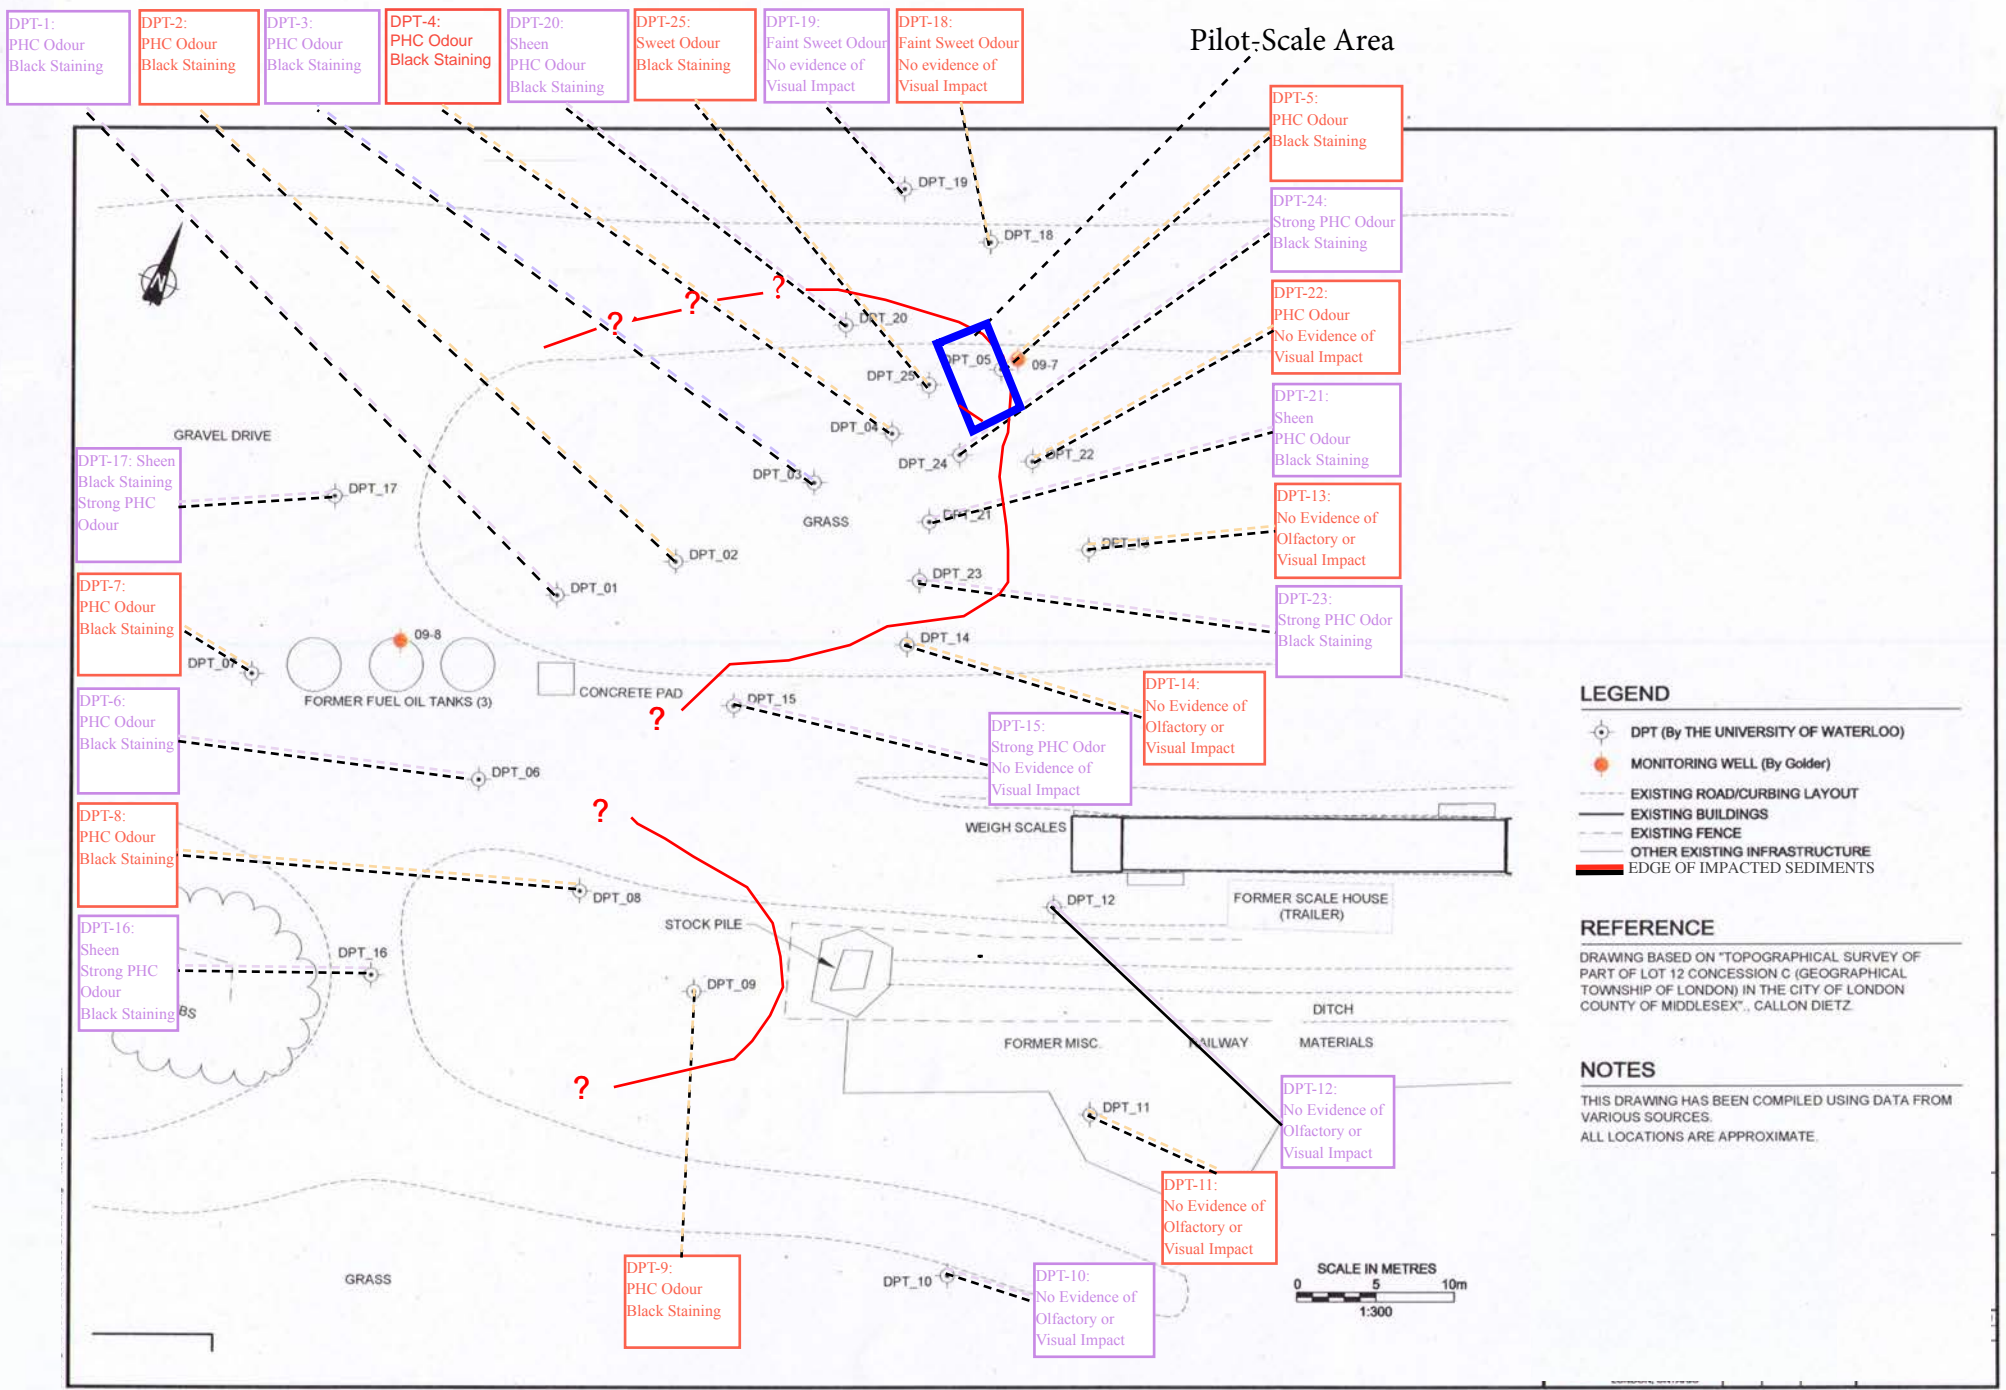 DPT-1:
PHC Odour
Black Staining
DPT-2:
PHC Odour
Black Staining
DPT-3:
PHC Odour
Black Staining
DPT-4:
PHC Odour
Black Staining
DPT-20:
Sheen
PHC Odour
Black Staining
DPT-25:
Sweet Odour
Black Staining
DPT-19:
Faint Sweet Odour
No evidence of
Visual Impact
DPT-18:
Faint Sweet Odour
No evidence of
Visual Impact
Pilot-Scale Area
DPT-5:
PHC Odour
Black Staining
DPT-24:
Strong PHC Odour
Black Staining
DPT-22:
PHC Odour
No Evidence of
Visual Impact
DPT-21:
Sheen
PHC Odour
Black Staining
DPT-13:
No Evidence of
Olfactory or
Visual Impact
DPT-23:
Strong PHC Odor
Black Staining
DPT-14:
No Evidence of
Olfactory or
Visual Impact
DPT-15:
Strong PHC Odor
No Evidence of
Visual Impact
DPT-17: Sheen
Black Staining
Strong PHC
Odour
DPT-7:
PHC Odour
Black Staining
DPT-6:
PHC Odour
Black Staining
DPT-8:
PHC Odour
Black Staining
DPT-16:
Sheen
Strong PHC
Odour
Black Staining
DPT-9:
PHC Odour
Black Staining
DPT-10:
No Evidence of
Olfactory or
Visual Impact
DPT-11:
No Evidence of
Olfactory or
Visual Impact
DPT-12:
No Evidence of
Olfactory or
Visual Impact
DPT_19
DPT_18
N
? ? ?
DPT_20
DPT_05
09-7
DPT_25
DPT_04
DPT_24
DPT_22
GRAVEL DRIVE
DPT_17
DPT_03
GRASS
DPT_21
DPT_13
DPT_02
DPT_01
DPT_23
09-8
DPT_14
DPT_07
FORMER FUEL OIL TANKS (3)
CONCRETE PAD
?
DPT_15
DPT_06
?
WEIGH SCALES
DPT_08
DPT_12
FORMER SCALE HOUSE
(TRAILER)
STOCK PILE
DPT_16
DPT_09
BS
DITCH
FORMER MISC.
RAILWAY
MATERIALS
?
DPT_11
GRASS
DPT_10
SCALE IN METRES
0 5 10m
1:300
LEGEND
DPT (By THE UNIVERSITY OF WATERLOO)
MONITORING WELL (By Golder)
EXISTING ROAD/CURBING LAYOUT
EXISTING BUILDINGS
EXISTING FENCE
OTHER EXISTING INFRASTRUCTURE
EDGE OF IMPACTED SEDIMENTS
REFERENCE
DRAWING BASED ON "TOPOGRAPHICAL SURVEY OF
PART OF LOT 12 CONCESSION C (GEOGRAPHICAL
TOWNSHIP OF LONDON) IN THE CITY OF LONDON
COUNTY OF MIDDLESEX"., CALLON DIETZ.
NOTES
THIS DRAWING HAS BEEN COMPILED USING DATA FROM
VARIOUS SOURCES.
ALL LOCATIONS ARE APPROXIMATE.